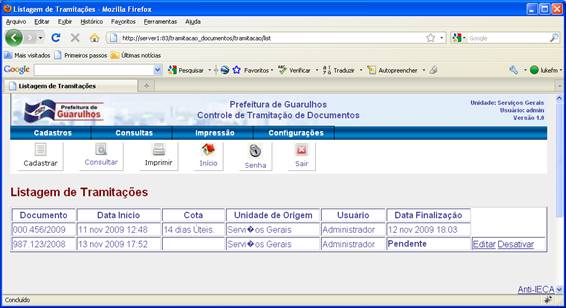 Listagem de Tramitações - Mozilla Firefox
Arquivo Editar Exibir Histórico Favoritos Ferramentas Ajuda
http://server1:83/tramitacao_documentos/tramitacao/list
Google
Mais visitados Primeiros passos Últimas notícias
Google Pesquisar Favoritos Verificar Traduzir Autopreencher lukefm
Listagem de Tramitações
Prefeitura de Guarulhos
Prefeitura de Guarulhos
Controle de Tramitação de Documentos
Unidade: Serviços Gerais
Usuário: admin
Versão 1.0
Cadastros Consultas Impressão Configurações
Cadastrar Consultar Imprimir Início Senha Sair
Listagem de Tramitações
Documento Data Inicio Cota Unidade de Origem Usuário Data Finalização
000.456/2009 11 nov 2009 12:48 14 dias Úteis. Servi�os Gerais Administrador 12 nov 2009 18:03
987.123/2008 13 nov 2009 17:52 Servi�os Gerais Administrador Pendente Editar Desativar
Anti-IECA
Concluído